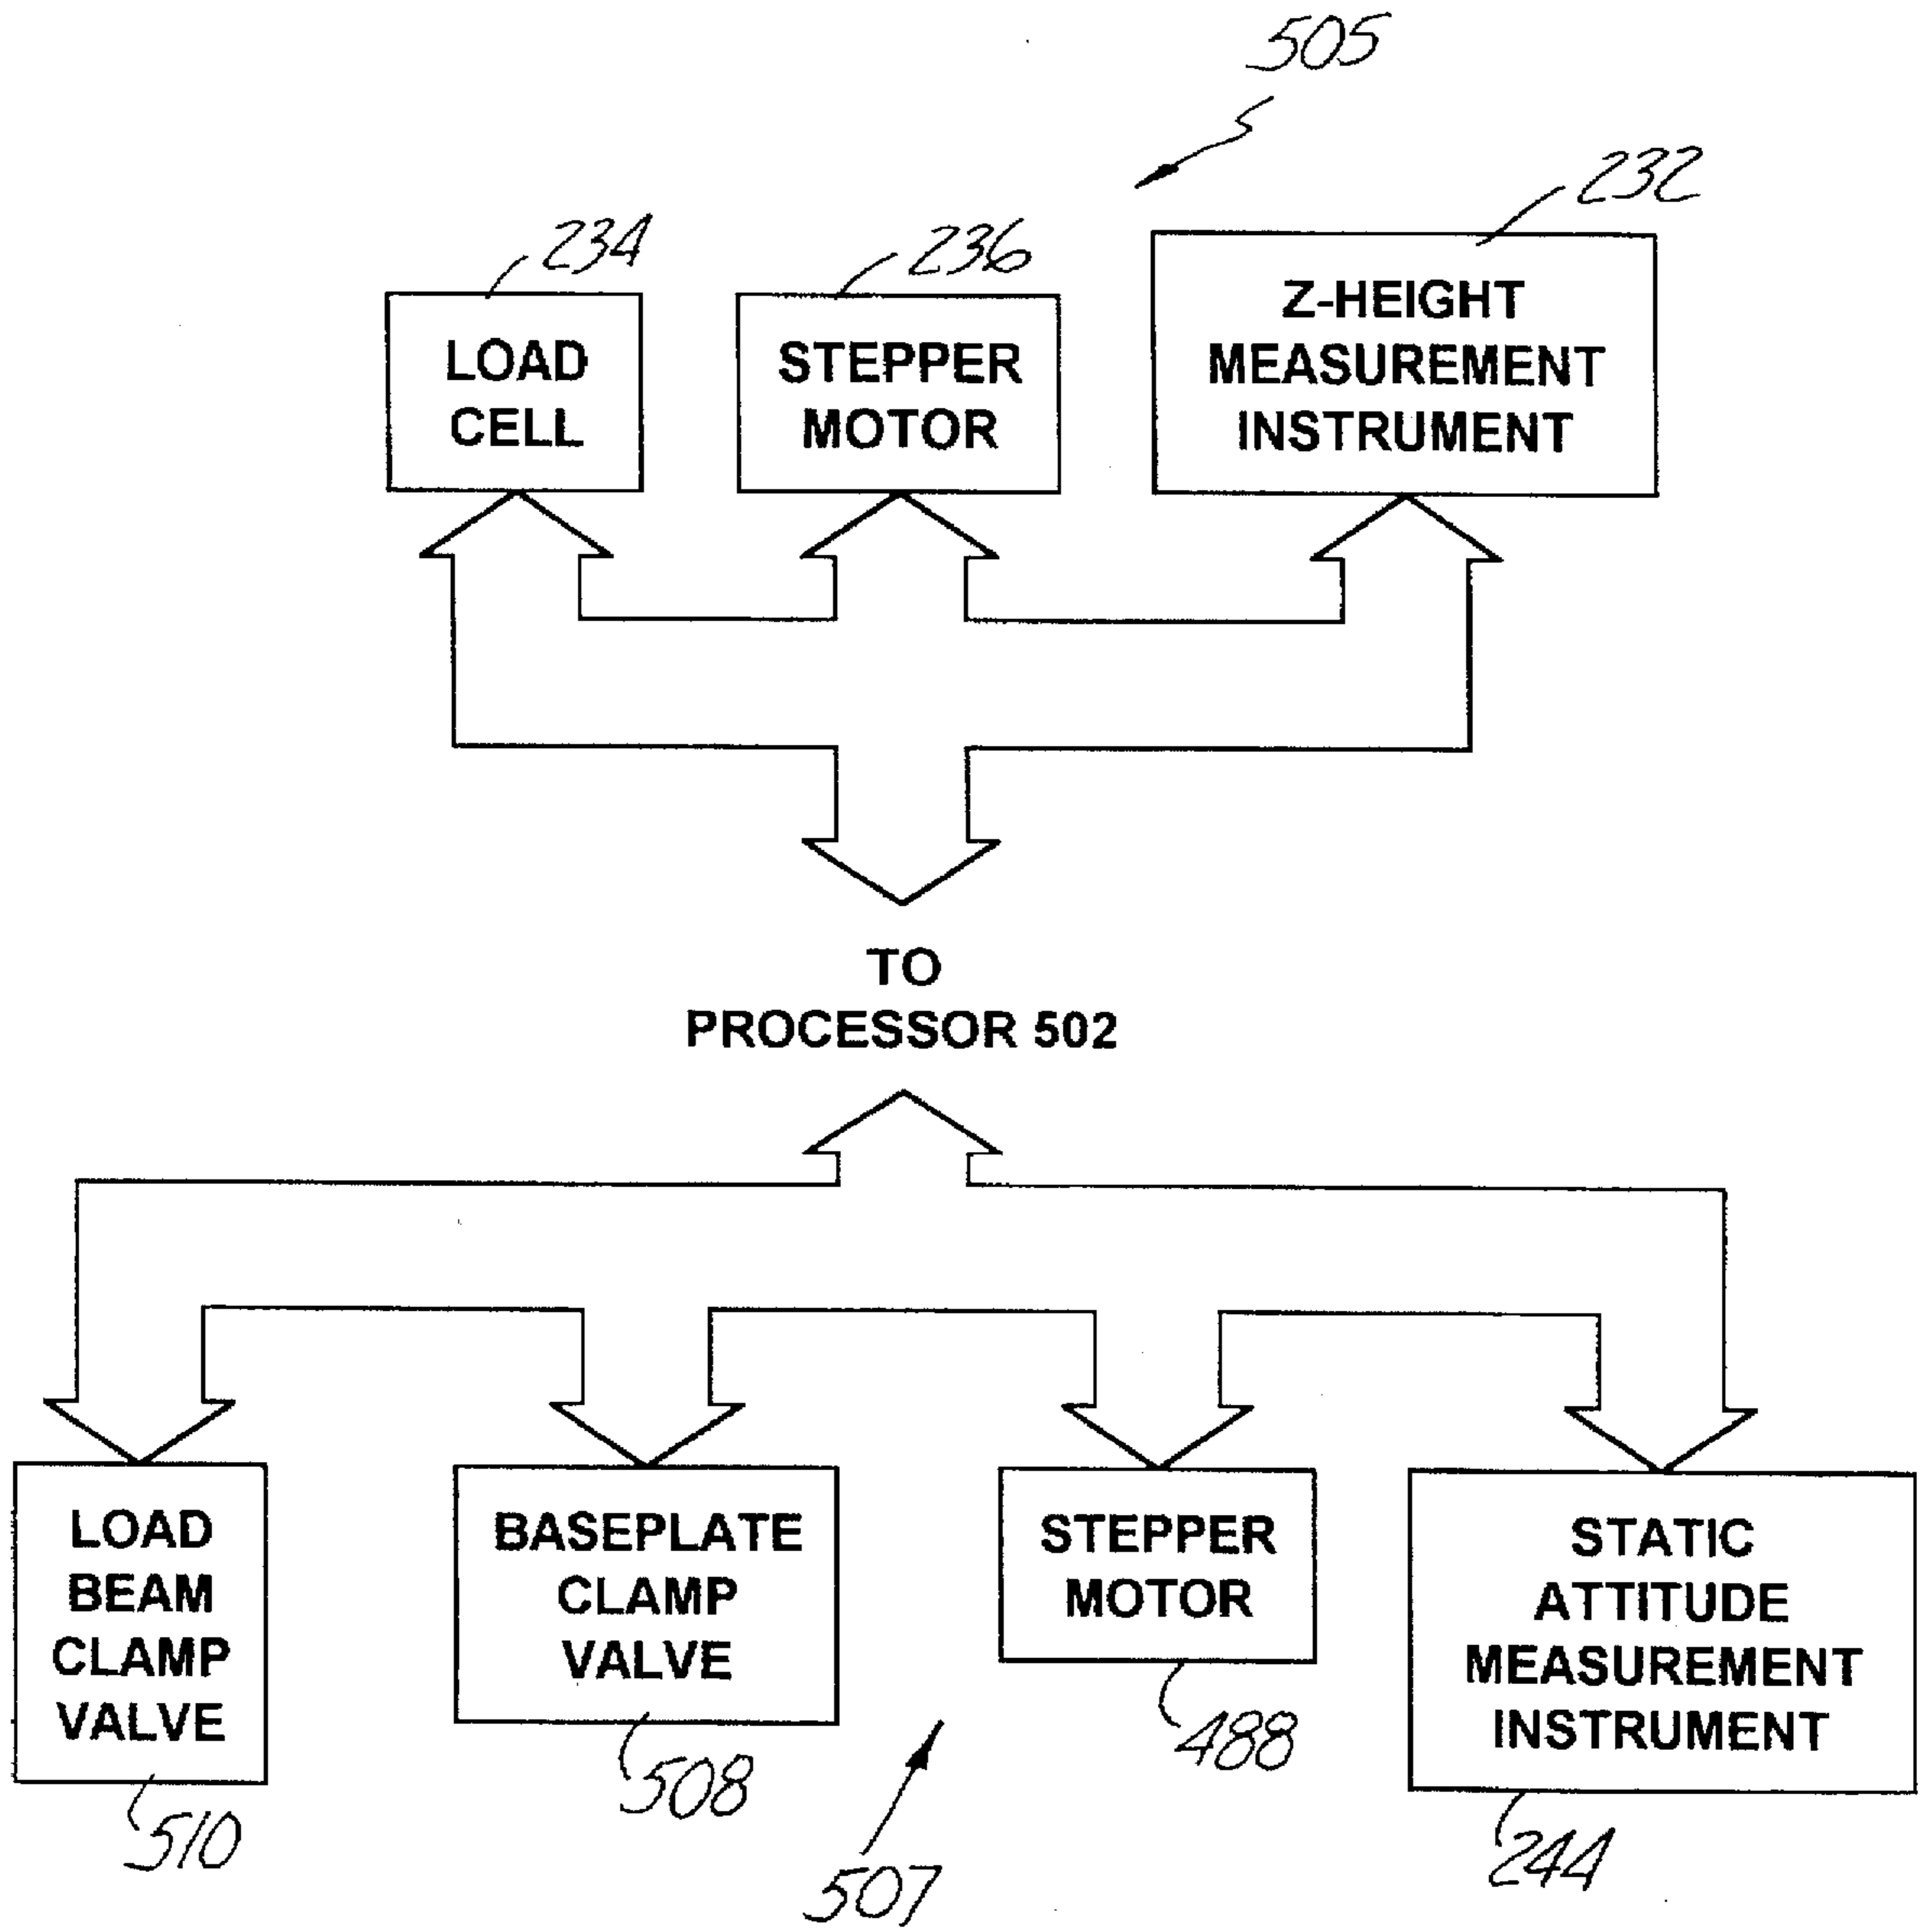 505
232
234
236
LOAD
CELL
STEPPER
MOTOR
Z-HEIGHT
MEASUREMENT
INSTRUMENT
TO
PROCESSOR 502
LOAD
BEAM
CLAMP
VALVE
BASEPLATE
CLAMP
VALVE
STEPPER
MOTOR
STATIC
ATTITUDE
MEASUREMENT
INSTRUMENT
510
508
507
488
244